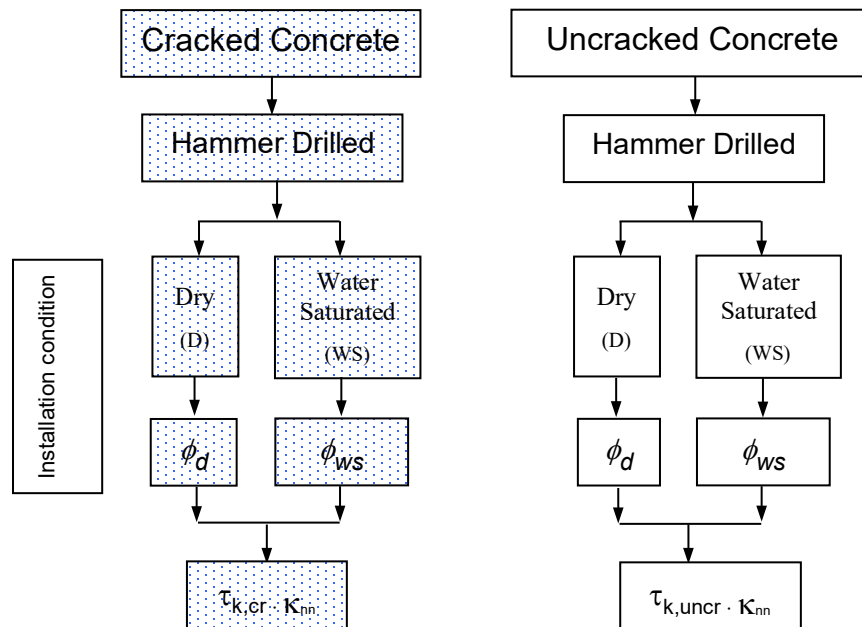 Cracked Concrete
Uncracked Concrete
Hammer Drilled
Hammer Drilled
Installation condition
Dry
(D)
Water
Saturated
(WS)
Dry
(D)
Water
Saturated
(WS)
ϕd
ϕws
ϕd
ϕws
τk,cr · κnn
τk,uncr · κnn